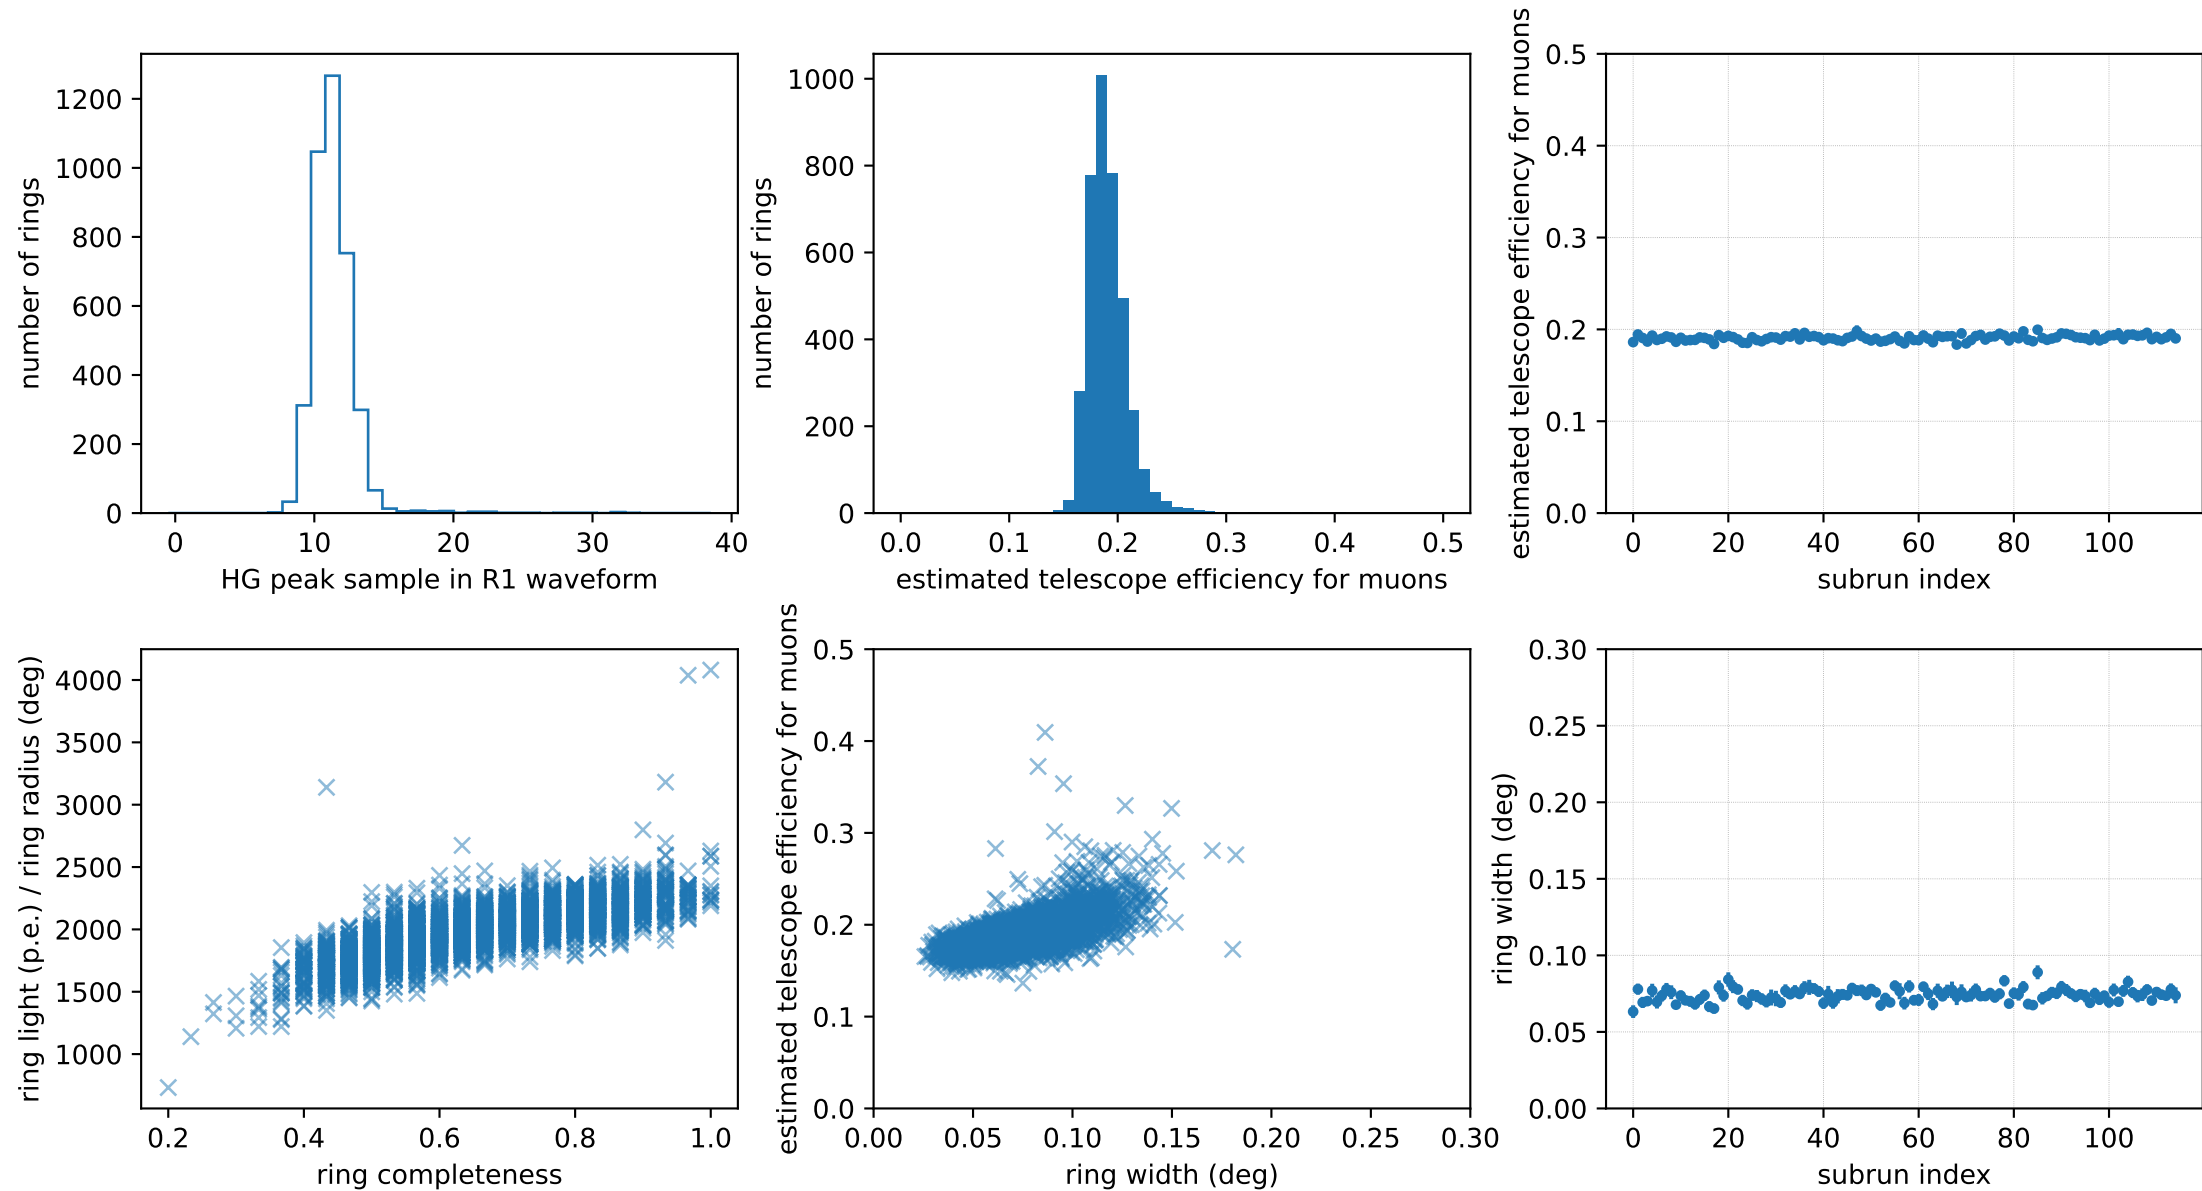 number of rings
1200
1000
800
600
400
200
0
0 10 20 30 40
HG peak sample in R1 waveform
number of rings
1000
800
600
400
200
0
0.0 0.1 0.2 0.3 0.4 0.5
estimated telescope efficiency for muons
estimated telescope efficiency for muons
0.5
0.4
0.3
0.2
0.1
0.0
0 20 40 60 80 100
subrun index
ring light (p.e.) / ring radius (deg)
4000
3500
3000
2500
2000
1500
1000
0.2 0.4 0.6 0.8 1.0
ring completeness
estimated telescope efficiency for muons
0.5
0.4
0.3
0.2
0.1
0.0
0.00 0.05 0.10 0.15 0.20 0.25 0.30
ring width (deg)
ring width (deg)
0.30
0.25
0.20
0.15
0.10
0.05
0.00
0 20 40 60 80 100
subrun index